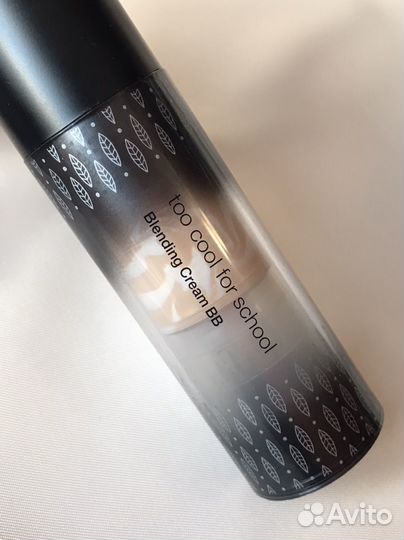 too cool for school
Blending Cream BB
Avito